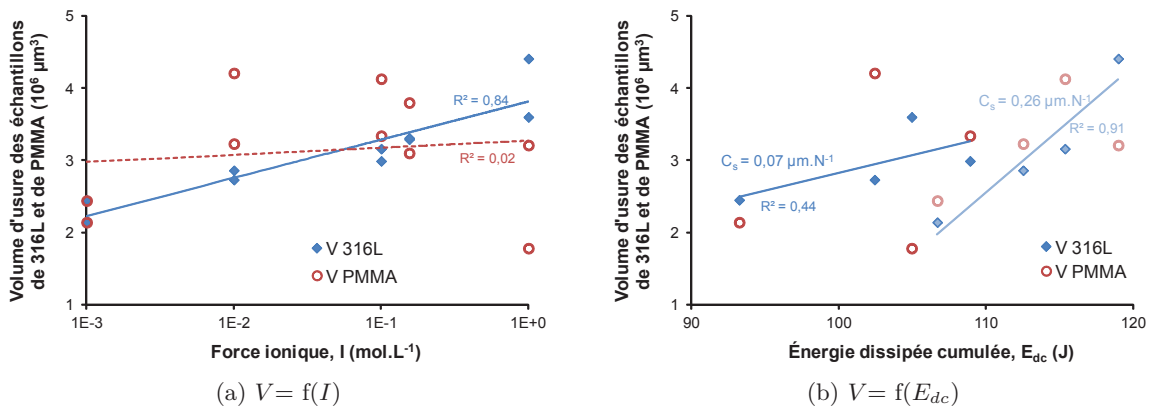 Volume d'usure des échantillons
de 316L et de PMMA (10⁶ µm³)
5
4
3
2
1
R² = 0,84
R² = 0,02
V 316L
V PMMA
1E-3
1E-2
1E-1
1E+0
Force ionique, I (mol.L⁻¹)
(a) V= f(I)
Volume d'usure des échantillons
de 316L et de PMMA (10⁶ µm³)
5
4
3
2
1
Cₛ = 0,26 µm.N⁻¹
R² = 0,91
Cₛ = 0,07 µm.N⁻¹
R² = 0,44
V 316L
V PMMA
90
100
110
120
Énergie dissipée cumulée, E_dc (J)
(b) V= f(E_dc)